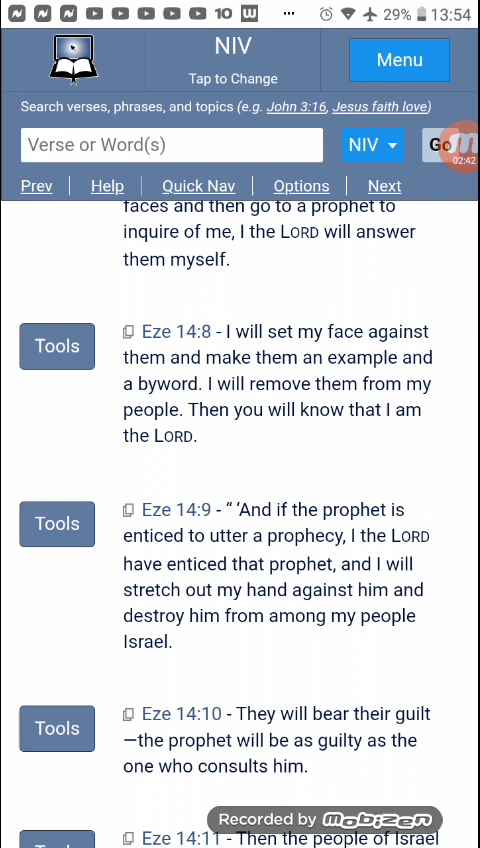 10 W ... 29% 13:54
NIV
Tap to Change
Menu
Search verses, phrases, and topics (e.g. John 3:16, Jesus faith love)
Verse or Word(s)
NIV
Go
02:42
Prev | Help | Quick Nav | Options | Next
faces and then go to a prophet to
inquire of me, I the LORD will answer
them myself.
Tools
Eze 14:8 - I will set my face against
them and make them an example and
a byword. I will remove them from my
people. Then you will know that I am
the LORD.
Tools
Eze 14:9 - “ ‘And if the prophet is
enticed to utter a prophecy, I the LORD
have enticed that prophet, and I will
stretch out my hand against him and
destroy him from among my people
Israel.
Tools
Eze 14:10 - They will bear their guilt
—the prophet will be as guilty as the
one who consults him.
Recorded by mobizen
Tools
Eze 14:11 - Then the people of Israel